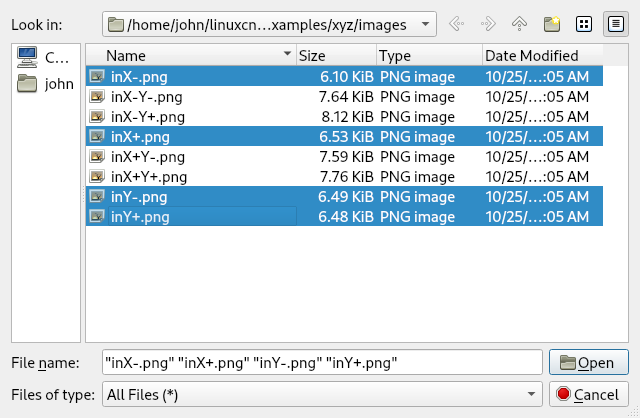 Look in: /home/john/linuxcn...xamples/xyz/images
C...
john
Name Size Type Date Modified
inX-.png 6.10 KiB PNG image 10/25/...:05 AM
inX-Y-.png 7.64 KiB PNG image 10/25/...:05 AM
inX-Y+.png 8.12 KiB PNG image 10/25/...:05 AM
inX+.png 6.53 KiB PNG image 10/25/...:05 AM
inX+Y-.png 7.59 KiB PNG image 10/25/...:05 AM
inX+Y+.png 7.76 KiB PNG image 10/25/...:05 AM
inY-.png 6.49 KiB PNG image 10/25/...:05 AM
inY+.png 6.48 KiB PNG image 10/25/...:05 AM
File name: "inX-.png" "inX+.png" "inY-.png" "inY+.png" Open
Files of type: All Files (*) Cancel